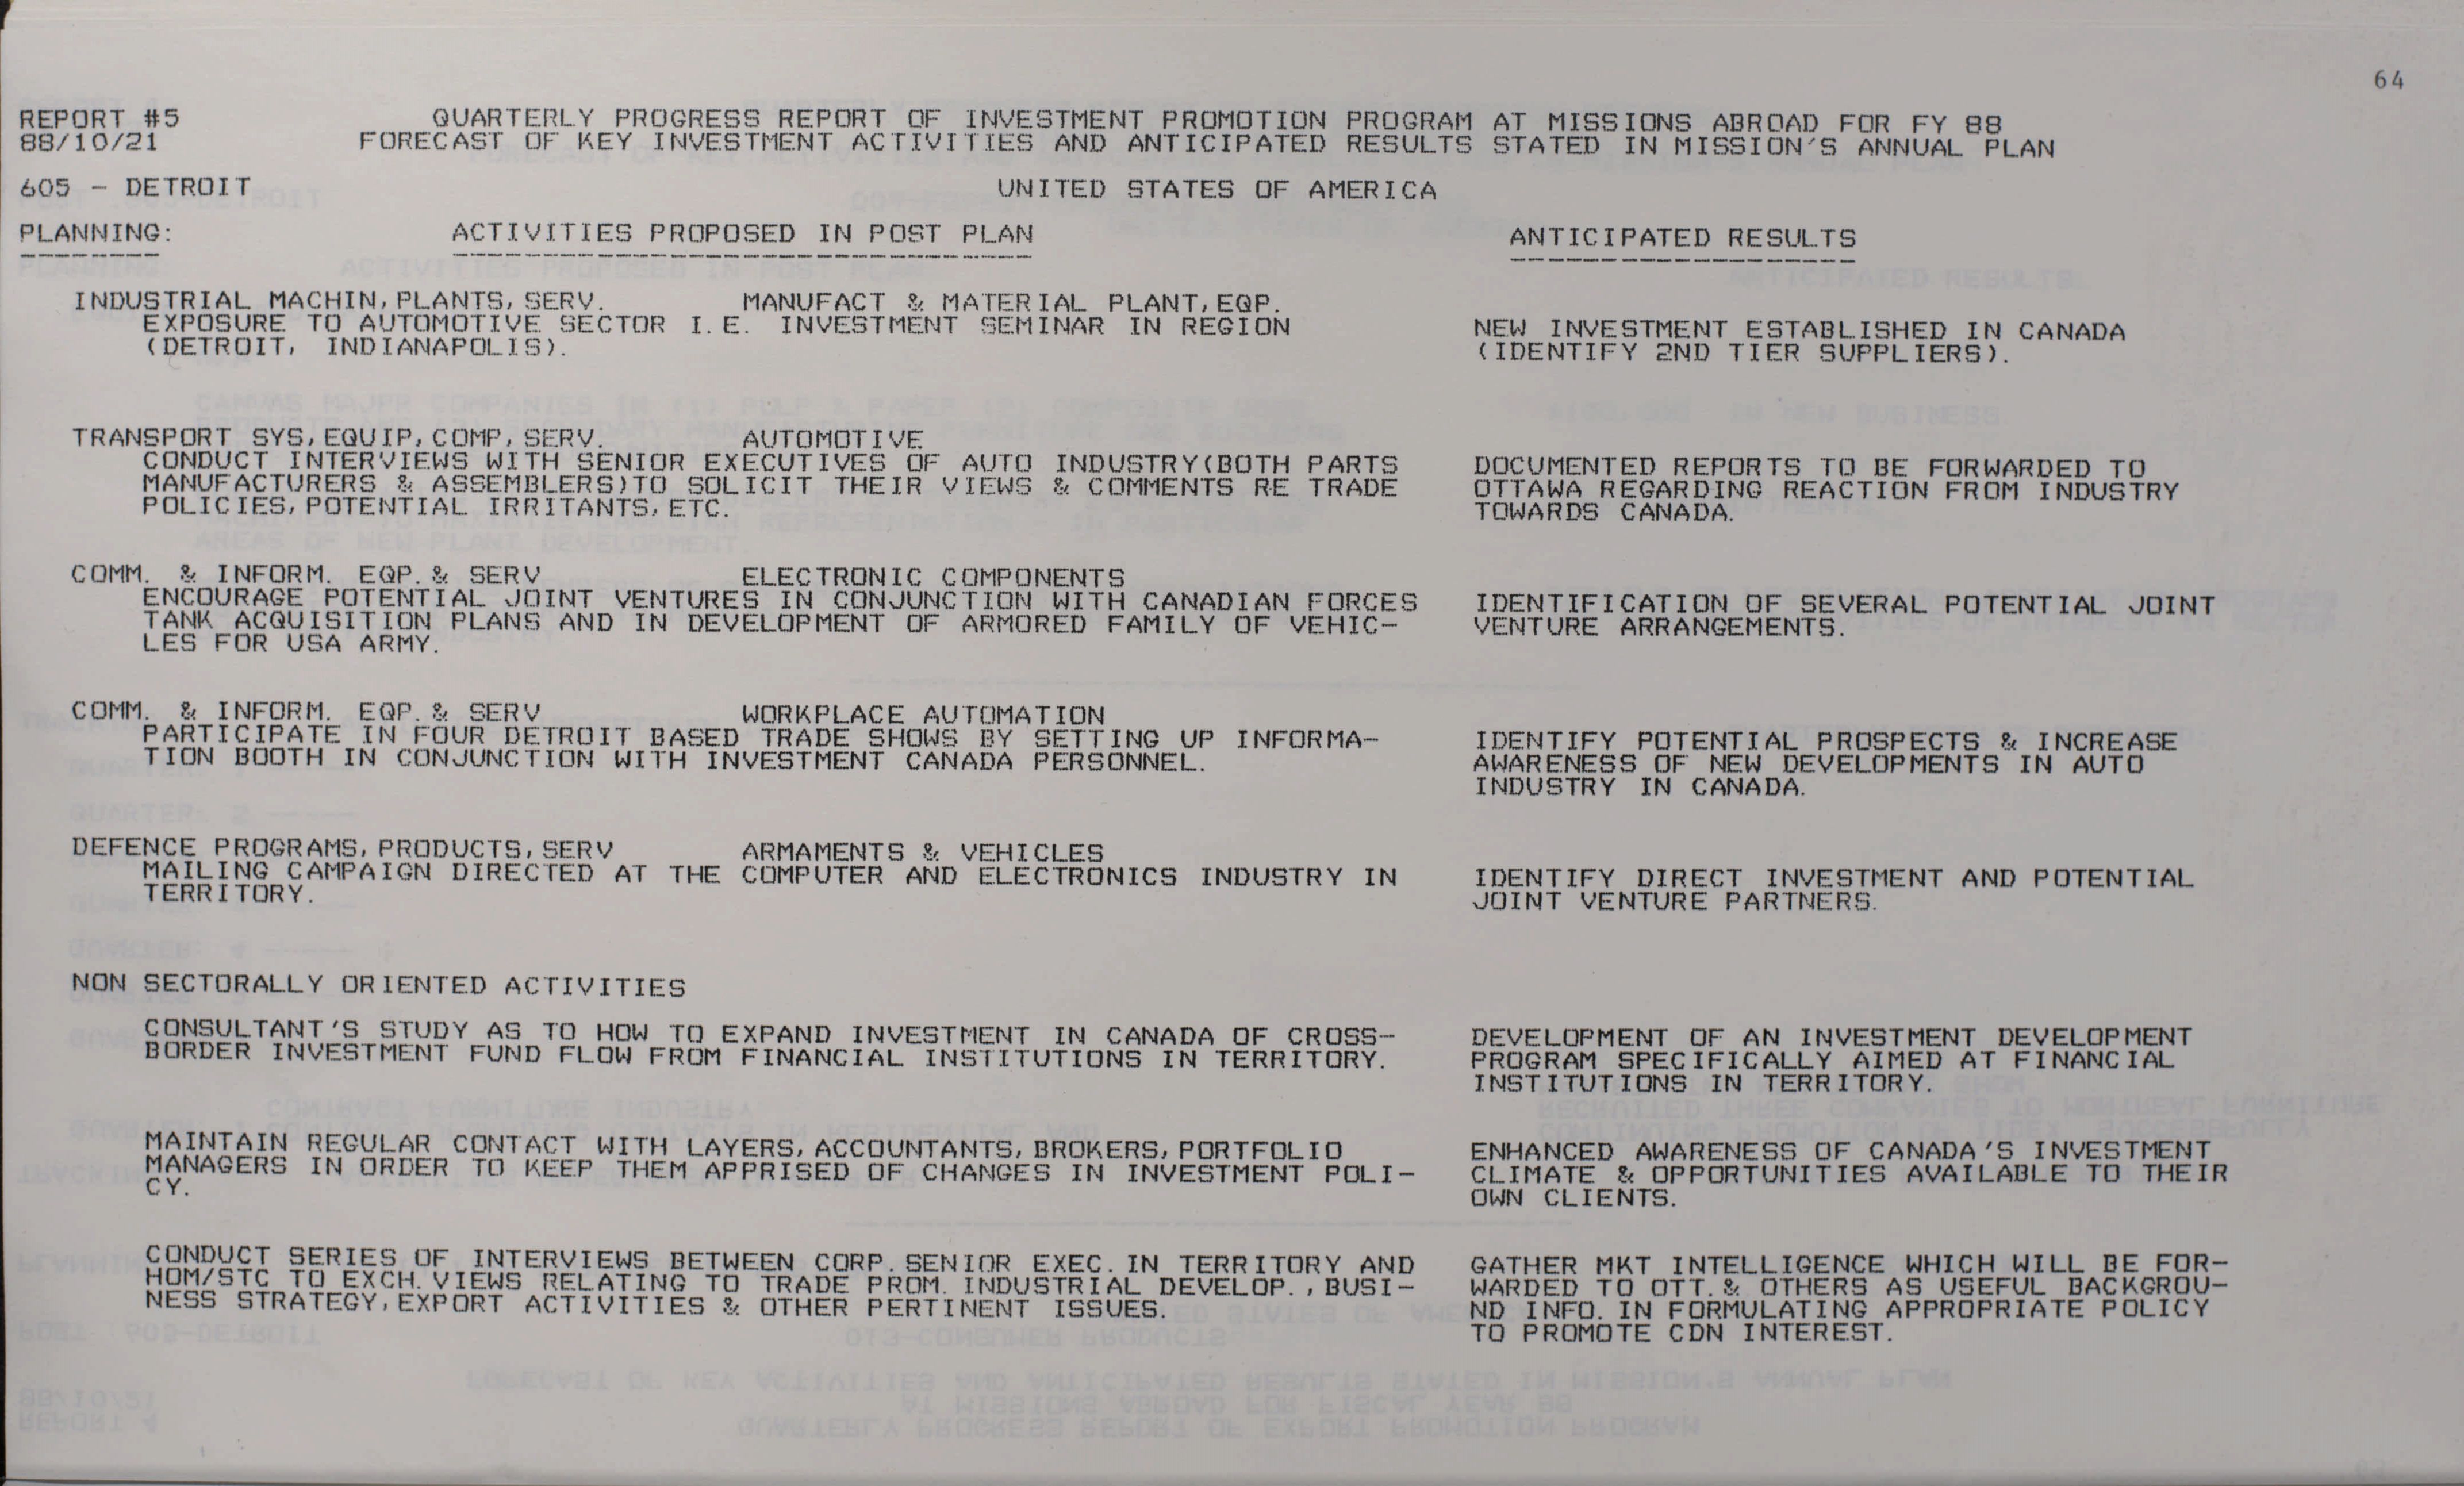 64
REPORT #5 QUARTERLY PROGRESS REPORT OF INVESTMENT PROMOTION PROGRAM AT MISSIONS ABROAD FOR FY 88
88/10/21 FORECAST OF KEY INVESTMENT ACTIVITIES AND ANTICIPATED RESULTS STATED IN MISSION'S ANNUAL PLAN
605 - DETROIT UNITED STATES OF AMERICA
PLANNING: ACTIVITIES PROPOSED IN POST PLAN ANTICIPATED RESULTS
INDUSTRIAL MACHIN,PLANTS,SERV. MANUFACT & MATERIAL PLANT,EQP.
EXPOSURE TO AUTOMOTIVE SECTOR I.E. INVESTMENT SEMINAR IN REGION NEW INVESTMENT ESTABLISHED IN CANADA
(DETROIT, INDIANAPOLIS). (IDENTIFY 2ND TIER SUPPLIERS).
TRANSPORT SYS,EQUIP,COMP,SERV. AUTOMOTIVE
CONDUCT INTERVIEWS WITH SENIOR EXECUTIVES OF AUTO INDUSTRY(BOTH PARTS DOCUMENTED REPORTS TO BE FORWARDED TO
MANUFACTURERS & ASSEMBLERS)TO SOLICIT THEIR VIEWS & COMMENTS RE TRADE OTTAWA REGARDING REACTION FROM INDUSTRY
POLICIES,POTENTIAL IRRITANTS,ETC. TOWARDS CANADA.
COMM. & INFORM. EQP.& SERV ELECTRONIC COMPONENTS
ENCOURAGE POTENTIAL JOINT VENTURES IN CONJUNCTION WITH CANADIAN FORCES IDENTIFICATION OF SEVERAL POTENTIAL JOINT
TANK ACQUISITION PLANS AND IN DEVELOPMENT OF ARMORED FAMILY OF VEHIC- VENTURE ARRANGEMENTS.
LES FOR USA ARMY.
COMM. & INFORM. EQP.& SERV WORKPLACE AUTOMATION
PARTICIPATE IN FOUR DETROIT BASED TRADE SHOWS BY SETTING UP INFORMA- IDENTIFY POTENTIAL PROSPECTS & INCREASE
TION BOOTH IN CONJUNCTION WITH INVESTMENT CANADA PERSONNEL. AWARENESS OF NEW DEVELOPMENTS IN AUTO
INDUSTRY IN CANADA.
DEFENCE PROGRAMS,PRODUCTS,SERV ARMAMENTS & VEHICLES
MAILING CAMPAIGN DIRECTED AT THE COMPUTER AND ELECTRONICS INDUSTRY IN IDENTIFY DIRECT INVESTMENT AND POTENTIAL
TERRITORY. JOINT VENTURE PARTNERS.
NON SECTORALLY ORIENTED ACTIVITIES
CONSULTANT'S STUDY AS TO HOW TO EXPAND INVESTMENT IN CANADA OF CROSS- DEVELOPMENT OF AN INVESTMENT DEVELOPMENT
BORDER INVESTMENT FUND FLOW FROM FINANCIAL INSTITUTIONS IN TERRITORY. PROGRAM SPECIFICALLY AIMED AT FINANCIAL
INSTITUTIONS IN TERRITORY.
MAINTAIN REGULAR CONTACT WITH LAYERS,ACCOUNTANTS,BROKERS,PORTFOLIO ENHANCED AWARENESS OF CANADA'S INVESTMENT
MANAGERS IN ORDER TO KEEP THEM APPRISED OF CHANGES IN INVESTMENT POLI- CLIMATE & OPPORTUNITIES AVAILABLE TO THEIR
CY. OWN CLIENTS.
CONDUCT SERIES OF INTERVIEWS BETWEEN CORP.SENIOR EXEC. IN TERRITORY AND GATHER MKT INTELLIGENCE WHICH WILL BE FOR-
HOM/STC TO EXCH.VIEWS RELATING TO TRADE PROM. INDUSTRIAL DEVELOP.,BUSI- WARDED TO OTT.& OTHERS AS USEFUL BACKGROU-
NESS STRATEGY,EXPORT ACTIVITIES & OTHER PERTINENT ISSUES. ND INFO. IN FORMULATING APPROPRIATE POLICY
TO PROMOTE CDN INTEREST.